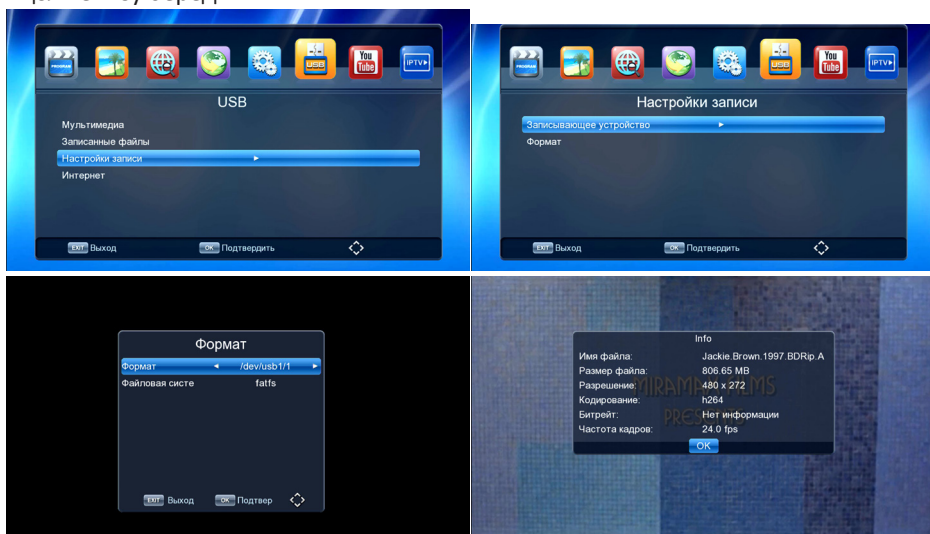 PROGRAM
USB
You
Tube
IPTV
USB
Мультимедиа
Записанные файлы
Настройки записи
Интернет
EXIT Выход
OK Подтвердить
PROGRAM
USB
You
Tube
IPTV
Настройки записи
Записывающее устройство
Формат
EXIT Выход
OK Подтвердить
Формат
Формат /dev/usb1/1
Файловая систе fatfs
EXIT Выход
OK Подтвер
Info
Имя файла: Jackie.Brown.1997.BDRip.A
Размер файла: 806.65 MB
Разрешение: 480 x 272
Кодирование: h264
Битрейт: Нет информации
Частота кадров: 24.0 fps
OK
MIRAMAX FILMS
PRESENTS